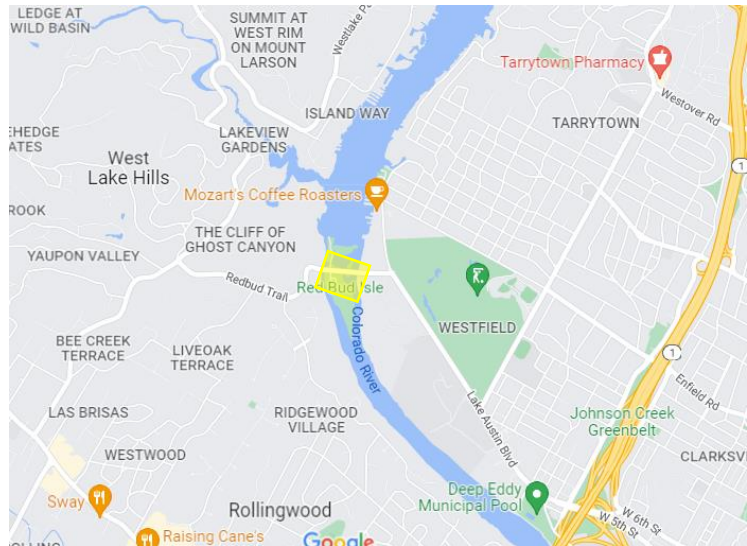 LEDGE AT
WILD BASIN
SUMMIT AT
WEST RIM
ON MOUNT
LARSON
Westlake
Tarrytown Pharmacy
Westover Rd
ISLAND WAY
TARRYTOWN
LAKEVIEW
GARDENS
EHEDGE
ATES
West
Lake Hills
1
Mozart's Coffee Roasters
ROOK
THE CLIFF OF
GHOST CANYON
YAUPON VALLEY
Redbud Trail
Red Bud Isle
WESTFIELD
Colorado River
BEE CREEK
TERRACE
LIVEOAK
TERRACE
1
Enfield Rd
LAS BRISAS
RIDGEWOOD
VILLAGE
Lake Austin Blvd
Johnson Creek
Greenbelt
WESTWOOD
CLARKSV
Deep Eddy
Municipal Pool
Sway
Rollingwood
W 6th St
W 5th St
Raising Cane's
Google